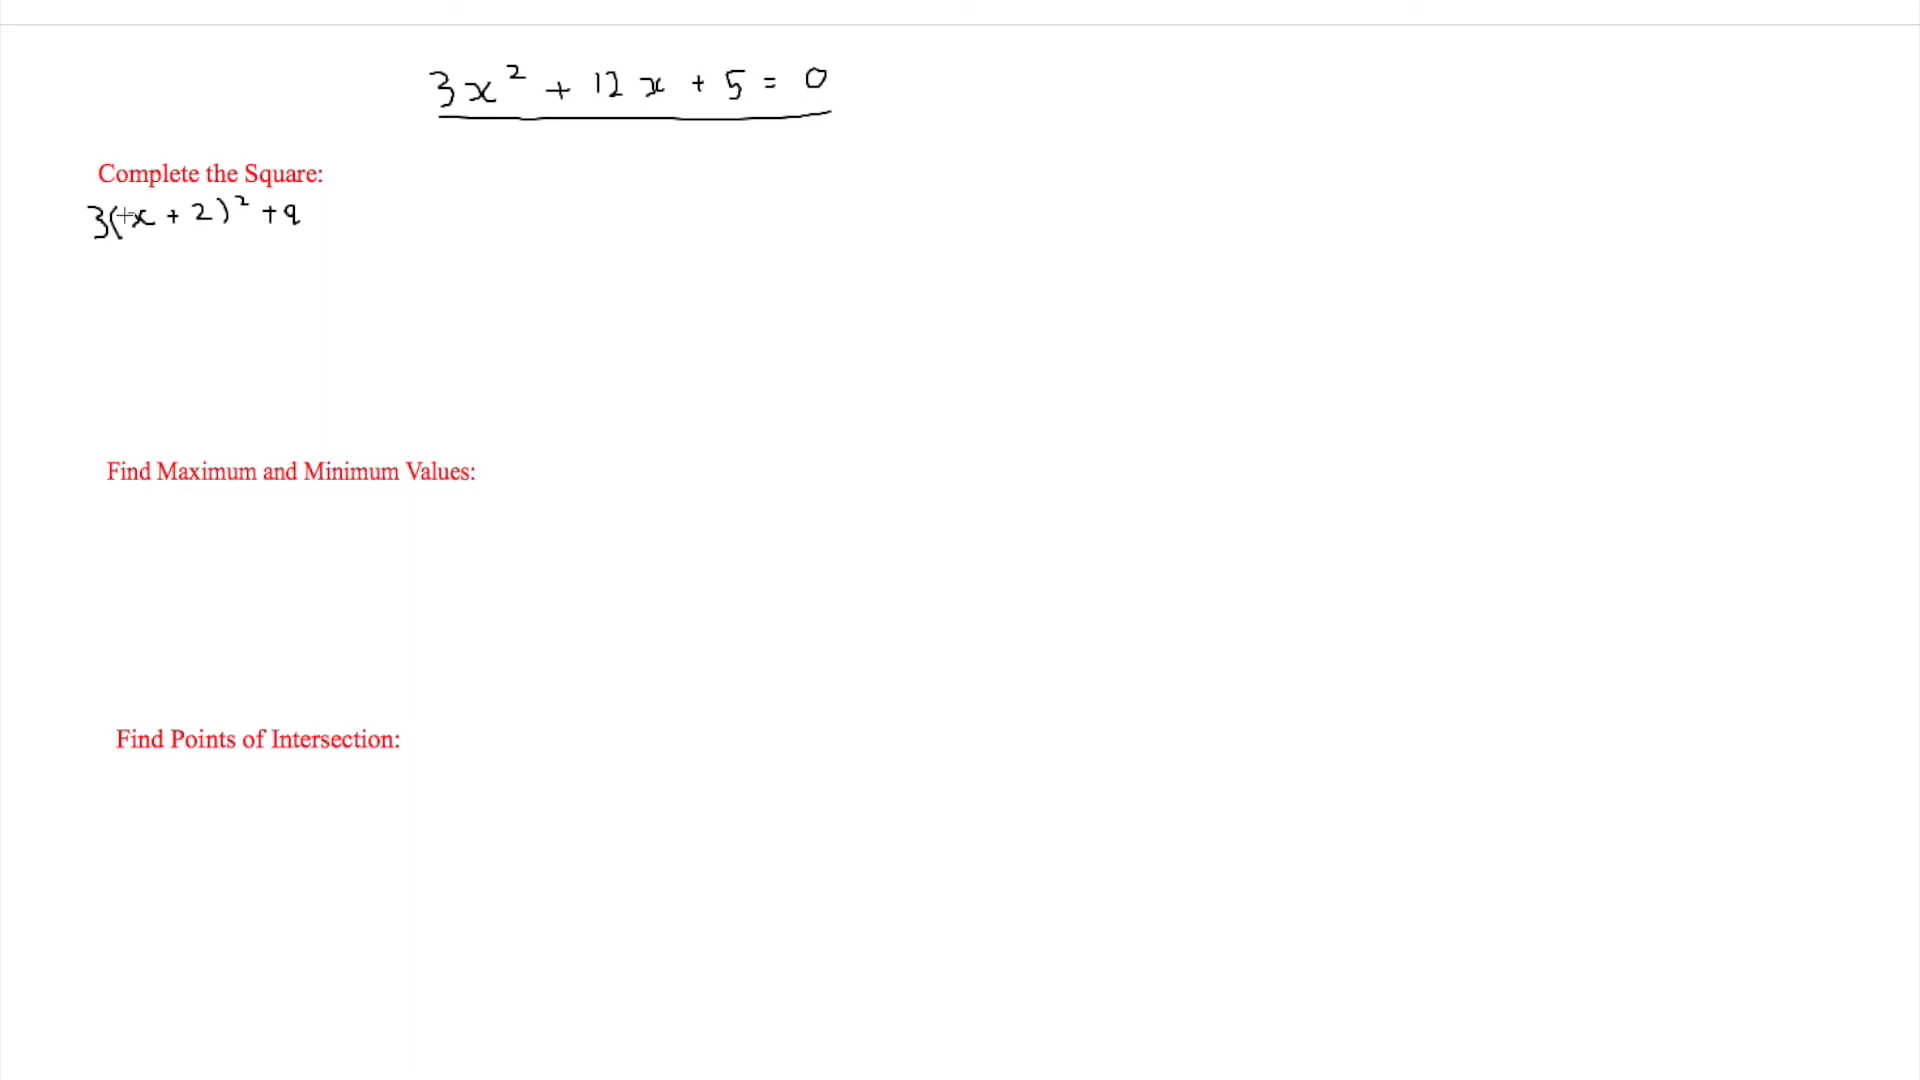 3x² + 12x + 5 = 0
Complete the Square:
3(x + 2)² + q
Find Maximum and Minimum Values:
Find Points of Intersection: